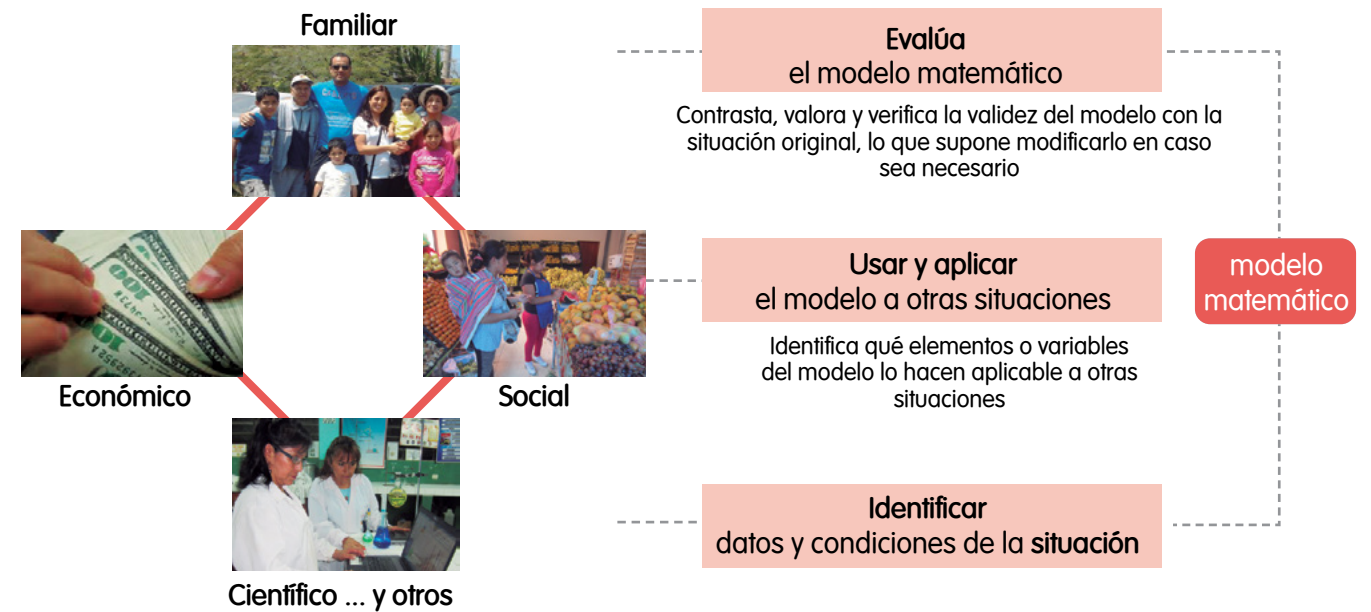 Familiar
Económico
Social
Científico ... y otros
Evalúa
el modelo matemático
Contrasta, valora y verifica la validez del modelo con la
situación original, lo que supone modificarlo en caso
sea necesario
Usar y aplicar
el modelo a otras situaciones
Identifica qué elementos o variables
del modelo lo hacen aplicable a otras
situaciones
Identificar
datos y condiciones de la situación
modelo
matemático